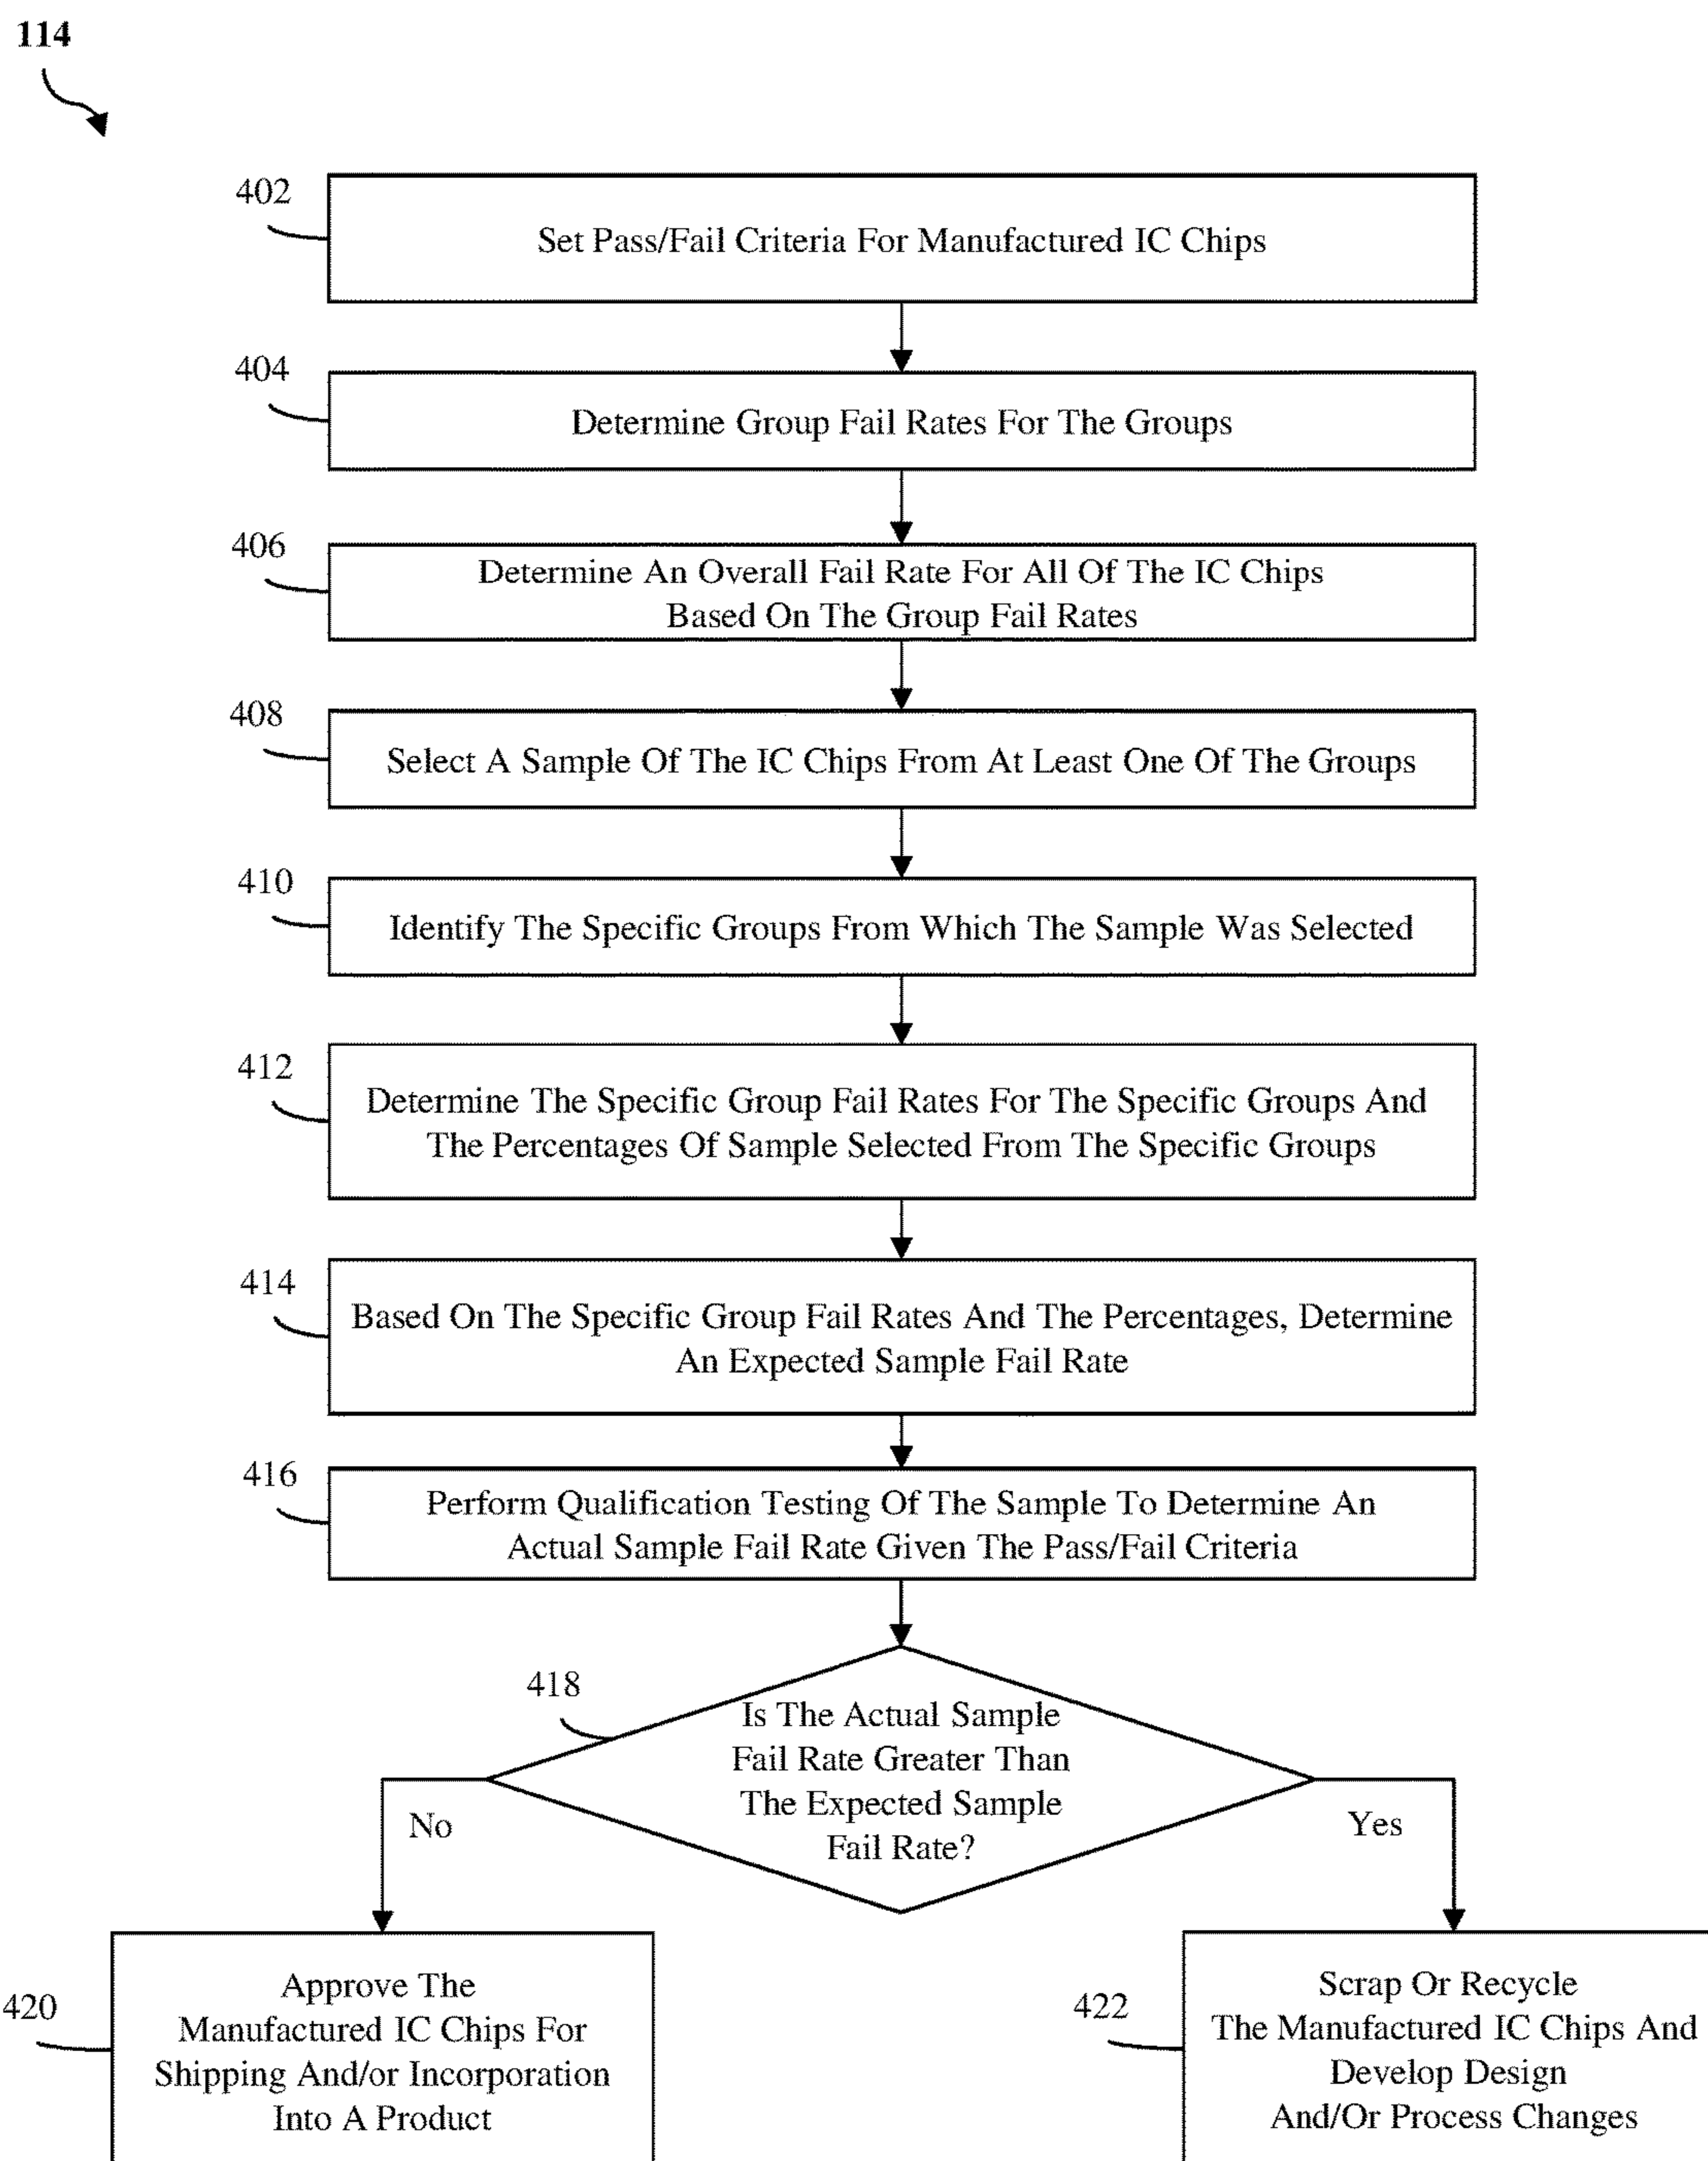 114
402
Set Pass/Fail Criteria For Manufactured IC Chips
404
Determine Group Fail Rates For The Groups
406
Determine An Overall Fail Rate For All Of The IC Chips
Based On The Group Fail Rates
408
Select A Sample Of The IC Chips From At Least One Of The Groups
410
Identify The Specific Groups From Which The Sample Was Selected
412
Determine The Specific Group Fail Rates For The Specific Groups And
The Percentages Of Sample Selected From The Specific Groups
414
Based On The Specific Group Fail Rates And The Percentages, Determine
An Expected Sample Fail Rate
416
Perform Qualification Testing Of The Sample To Determine An
Actual Sample Fail Rate Given The Pass/Fail Criteria
418
Is The Actual Sample
Fail Rate Greater Than
The Expected Sample
Fail Rate?
No
Yes
420
Approve The
Manufactured IC Chips For
Shipping And/or Incorporation
Into A Product
422
Scrap Or Recycle
The Manufactured IC Chips And
Develop Design
And/Or Process Changes